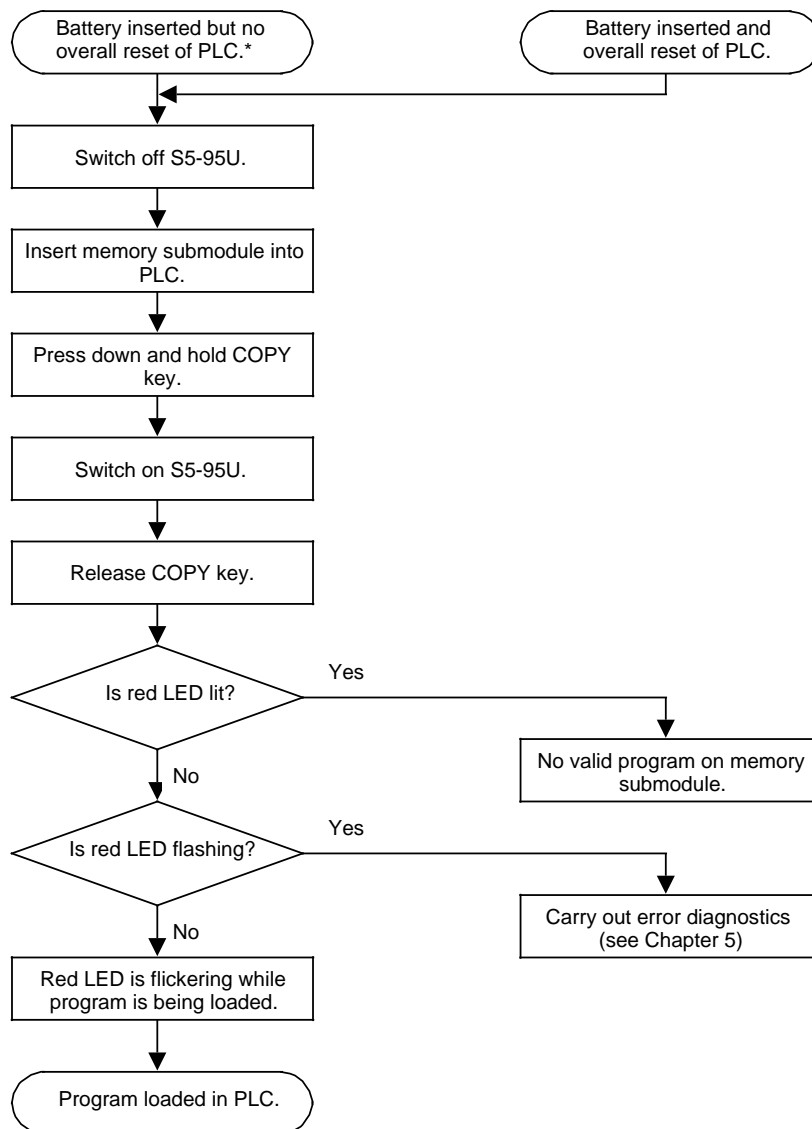 Battery inserted but no
overall reset of PLC.*
Battery inserted and
overall reset of PLC.
Switch off S5-95U.
Insert memory submodule into
PLC.
Press down and hold COPY
key.
Switch on S5-95U.
Release COPY key.
Is red LED lit?
Yes
No valid program on memory
submodule.
No
Is red LED flashing?
Yes
Carry out error diagnostics
(see Chapter 5)
No
Red LED is flickering while
program is being loaded.
Program loaded in PLC.